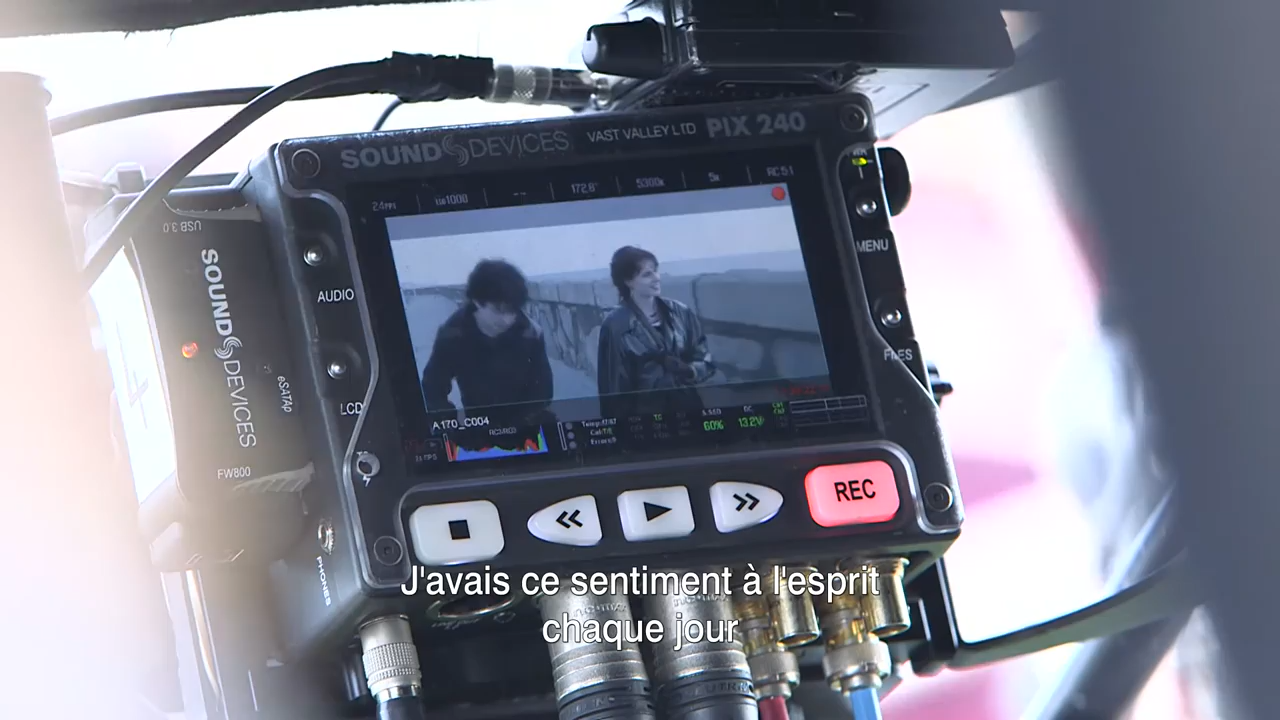 SOUND DEVICES VAST VALLEY LTD PIX 240
24FPS ISO1000 -- 172.8° 5300K 5x RC 5:1
USB 3.0
SOUND DEVICES
eSATAp
FW800
AUDIO
LCD
PHONES
MENU
FILES
A170_C004
60% 13.2V
REC
J'avais ce sentiment à l'esprit
chaque jour